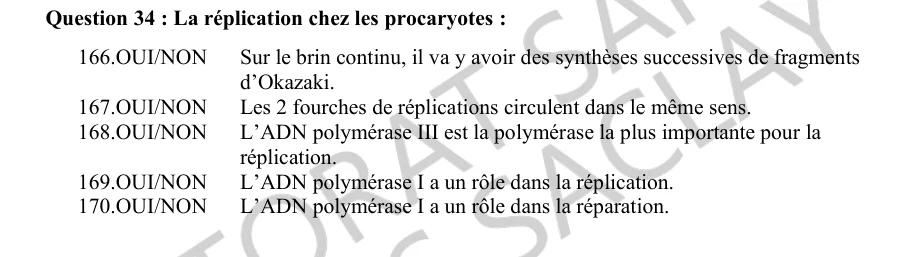 Question 34 : La réplication chez les procaryotes :
166.OUI/NON Sur le brin continu, il va y avoir des synthèses successives de fragments
d’Okazaki.
167.OUI/NON Les 2 fourches de réplications circulent dans le même sens.
168.OUI/NON L’ADN polymérase III est la polymérase la plus importante pour la
réplication.
169.OUI/NON L’ADN polymérase I a un rôle dans la réplication.
170.OUI/NON L’ADN polymérase I a un rôle dans la réparation.
TORAT SA
SACLAY